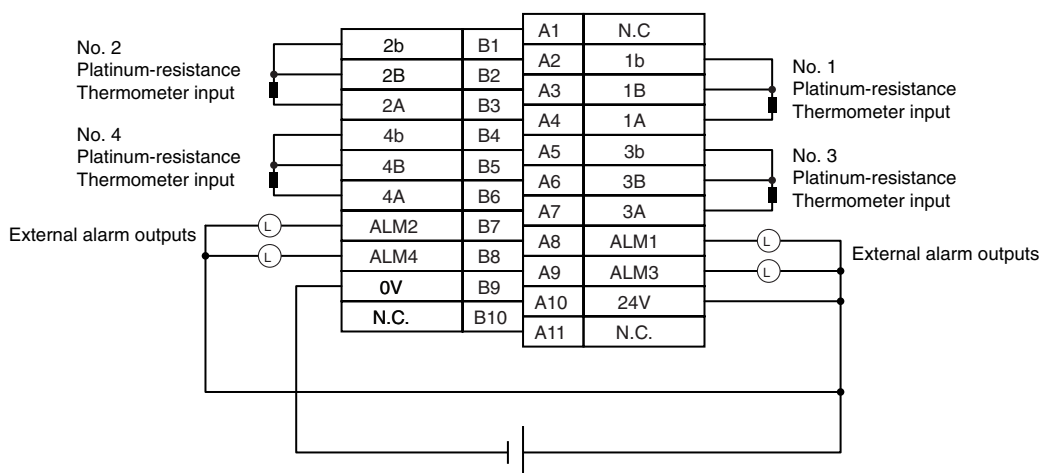 No. 2
Platinum-resistance
Thermometer input
No. 4
Platinum-resistance
Thermometer input
External alarm outputs
2b B1
2B B2
2A B3
4b B4
4B B5
4A B6
L ALM2 B7
L ALM4 B8
0V B9
N.C. B10
A1 N.C
A2 1b
A3 1B
A4 1A
A5 3b
A6 3B
A7 3A
A8 ALM1 L
A9 ALM3 L
A10 24V
A11 N.C.
No. 1
Platinum-resistance
Thermometer input
No. 3
Platinum-resistance
Thermometer input
External alarm outputs